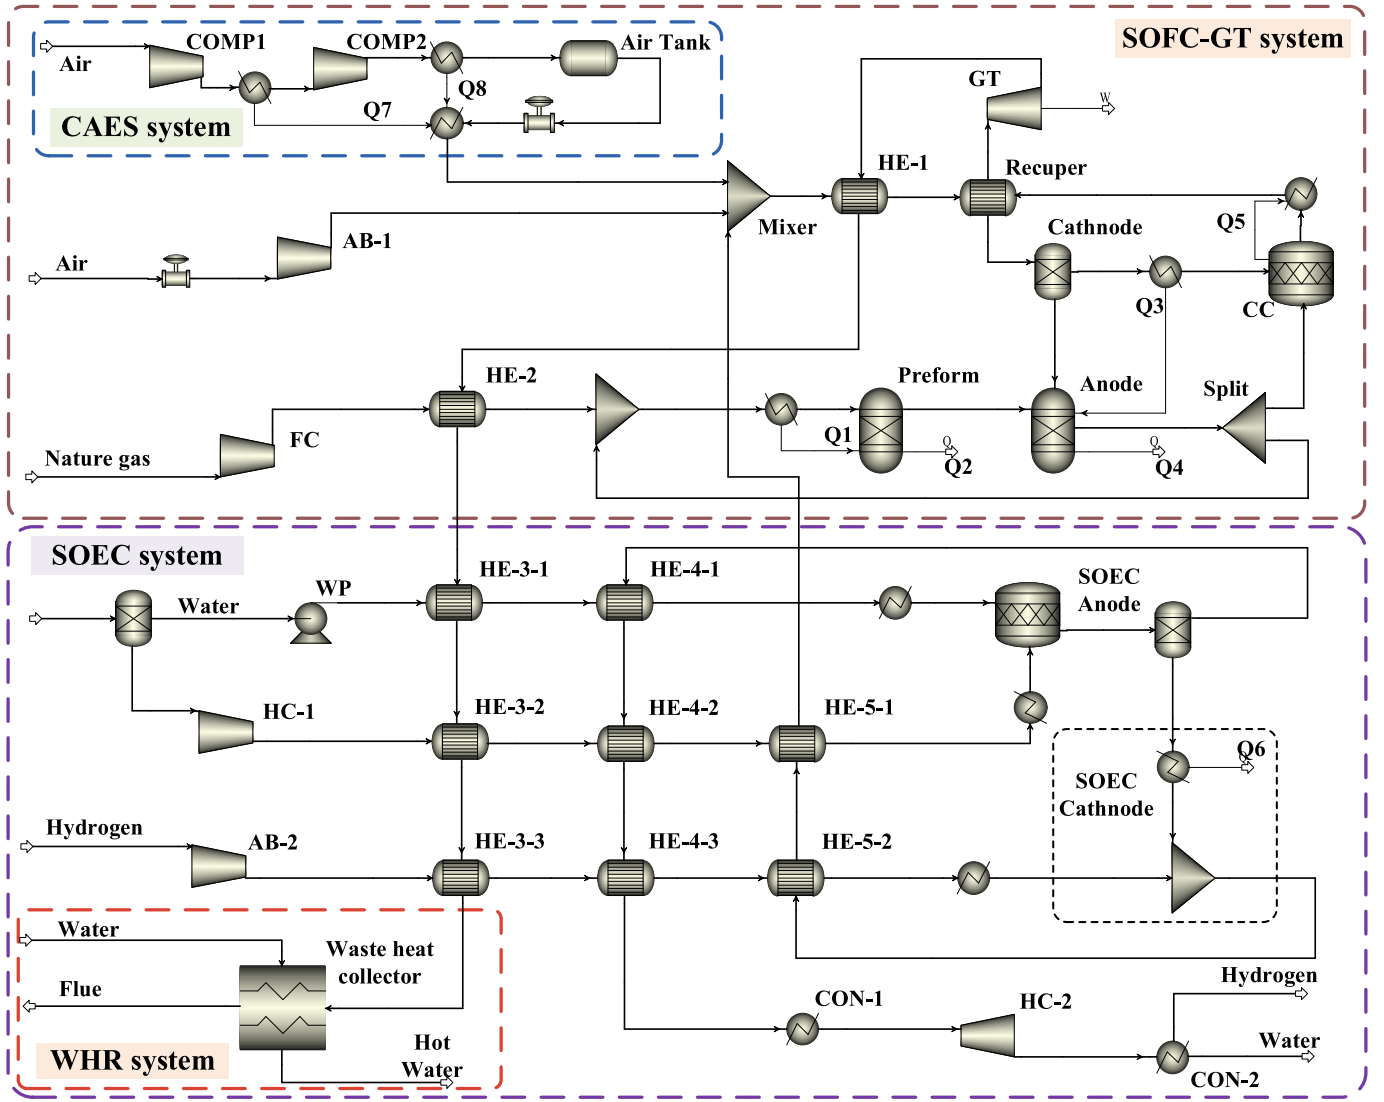 COMP1
COMP2
Air Tank
SOFC-GT system
Air
Q8
GT
W
Q7
CAES system
HE-1
Recuper
Mixer
Q5
Cathnode
AB-1
Air
Q3
CC
HE-2
Preform
Anode
Split
FC
Q1
Q
Q2
Q
Q4
Nature gas
SOEC system
HE-3-1
HE-4-1
SOEC
Anode
WP
Water
HC-1
HE-3-2
HE-4-2
HE-5-1
Q
Q6
SOEC
Cathnode
Hydrogen
AB-2
HE-3-3
HE-4-3
HE-5-2
Water
Waste heat
collector
Flue
Hydrogen
CON-1
HC-2
Hot
Water
WHR system
Water
CON-2